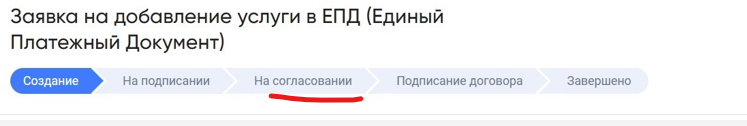 Заявка на добавление услуги в ЕПД (Единый
Платежный Документ)
Создание На подписании На согласовании Подписание договора Завершено